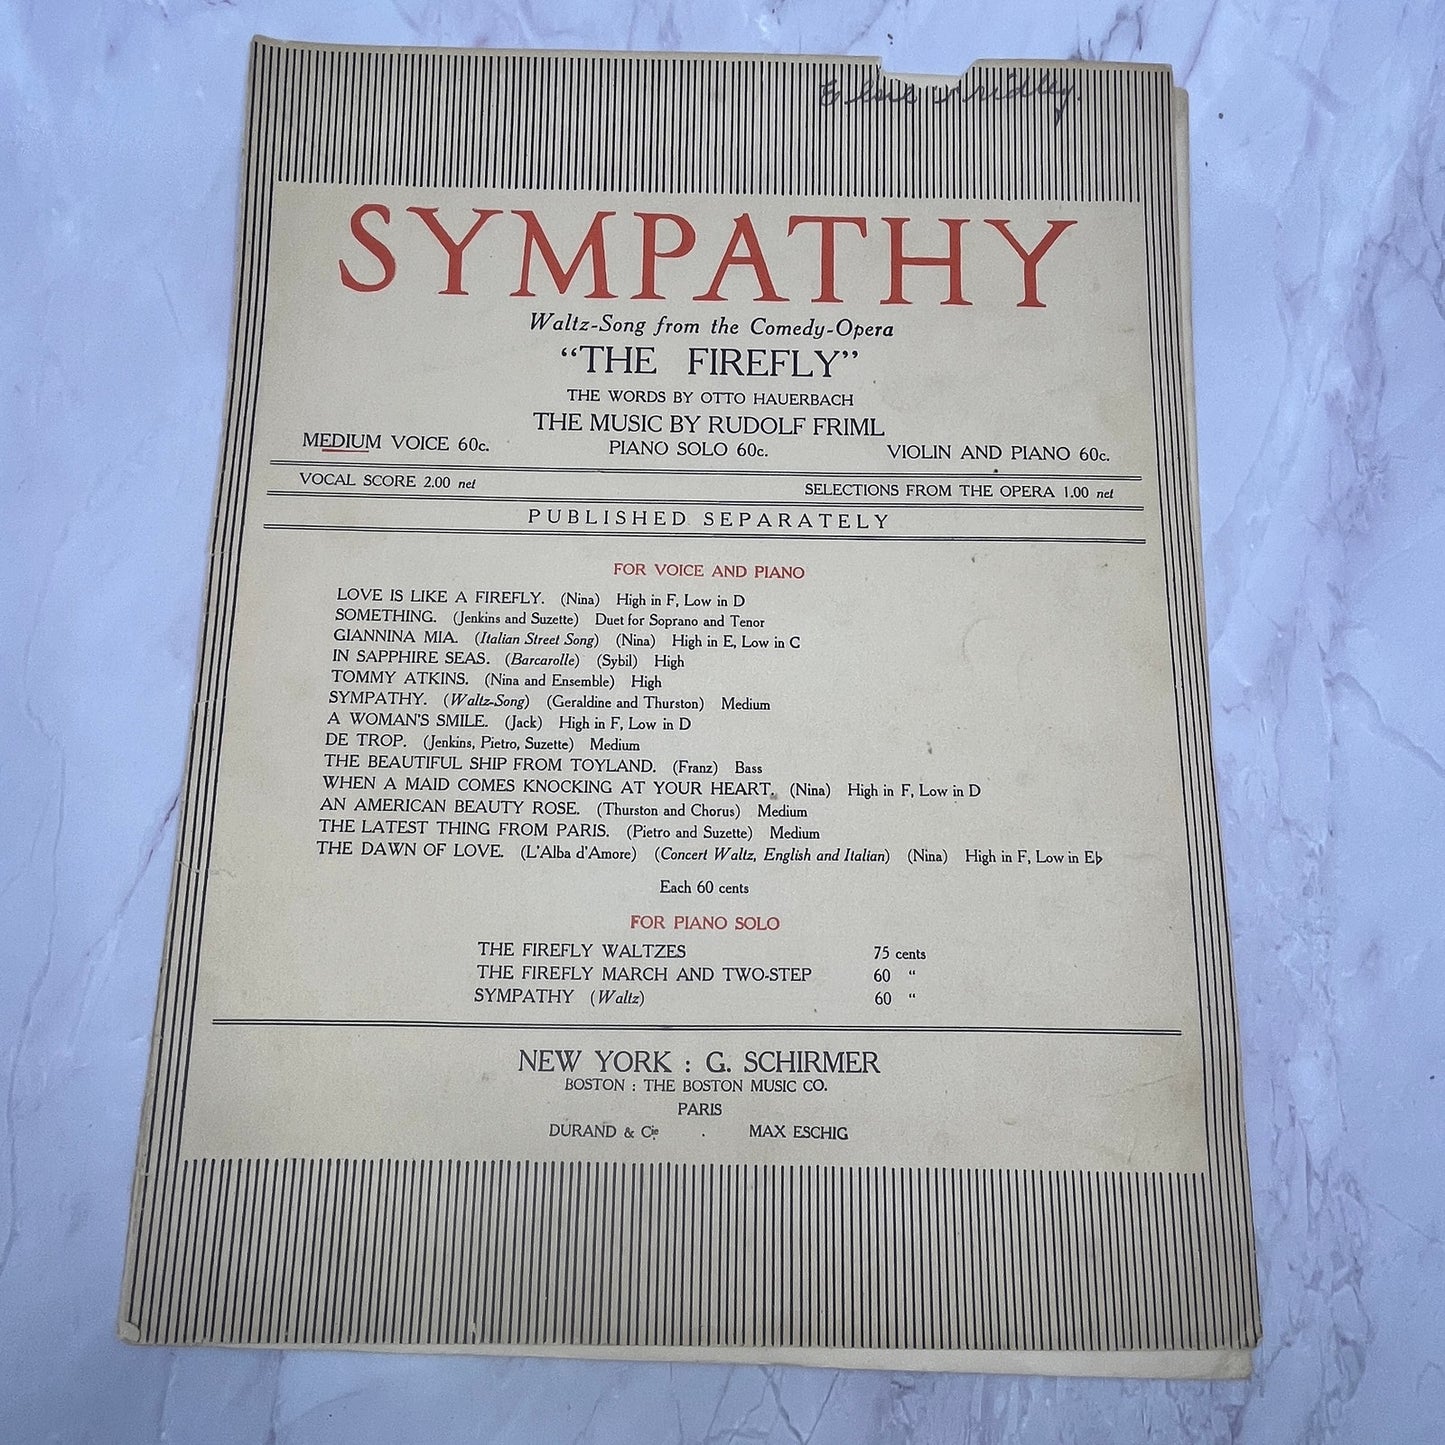 SYMPATHY
Waltz-Song from the Comedy-Opera
"THE FIREFLY"
THE WORDS BY OTTO HAUERBACH
THE MUSIC BY RUDOLF FRIML
MEDIUM VOICE 60c. PIANO SOLO 60c. VIOLIN AND PIANO 60c.
VOCAL SCORE 2.00 net SELECTIONS FROM THE OPERA 1.00 net
PUBLISHED SEPARATELY
FOR VOICE AND PIANO
LOVE IS LIKE A FIREFLY. (Nina) High in F, Low in D
SOMETHING. (Jenkins and Suzette) Duet for Soprano and Tenor
GIANNINA MIA. (Italian Street Song) (Nina) High in E, Low in C
IN SAPPHIRE SEAS. (Barcarolle) (Sybil) High
TOMMY ATKINS. (Nina and Ensemble) High
SYMPATHY. (Waltz-Song) (Geraldine and Thurston) Medium
A WOMAN'S SMILE. (Jack) High in F, Low in D
DE TROP. (Jenkins, Pietro, Suzette) Medium
THE BEAUTIFUL SHIP FROM TOYLAND. (Franz) Bass
WHEN A MAID COMES KNOCKING AT YOUR HEART. (Nina) High in F, Low in D
AN AMERICAN BEAUTY ROSE. (Thurston and Chorus) Medium
THE LATEST THING FROM PARIS. (Pietro and Suzette) Medium
THE DAWN OF LOVE. (L'Alba d'Amore) (Concert Waltz, English and Italian) (Nina) High in F, Low in E♭
Each 60 cents
FOR PIANO SOLO
THE FIREFLY WALTZES 75 cents
THE FIREFLY MARCH AND TWO-STEP 60 "
SYMPATHY (Waltz) 60 "
NEW YORK : G. SCHIRMER
BOSTON : THE BOSTON MUSIC CO.
PARIS
DURAND & Cie. MAX ESCHIG